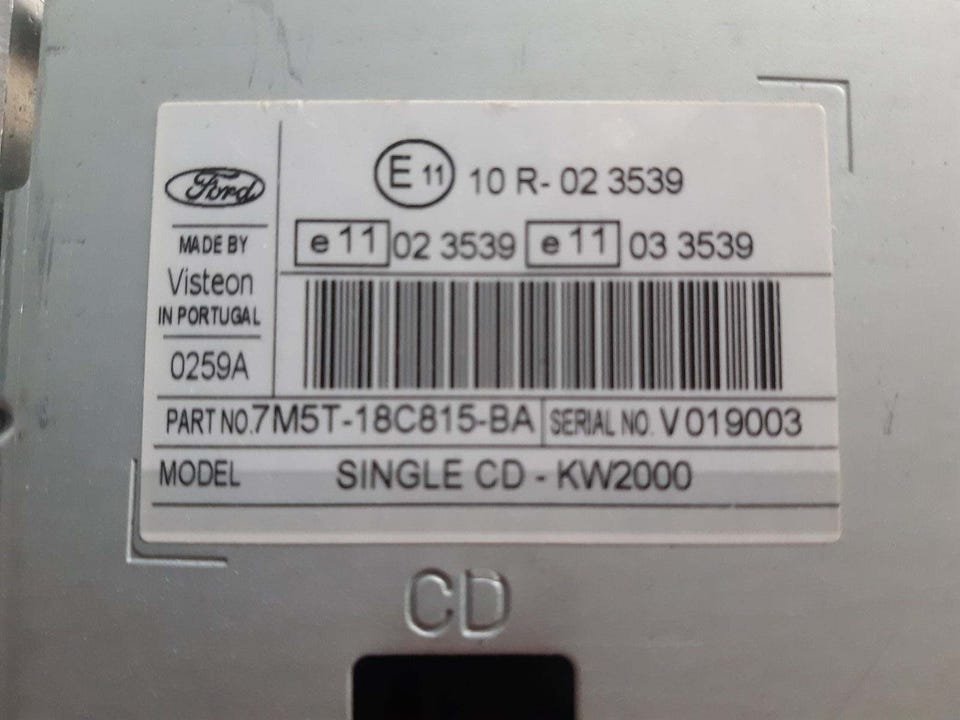 Ford
MADE BY
Visteon
IN PORTUGAL
0259A
E 11 10 R- 02 3539
e 11 02 3539 e 11 03 3539
PART NO. 7M5T-18C815-BA SERIAL NO. V019003
MODEL SINGLE CD - KW2000
CD